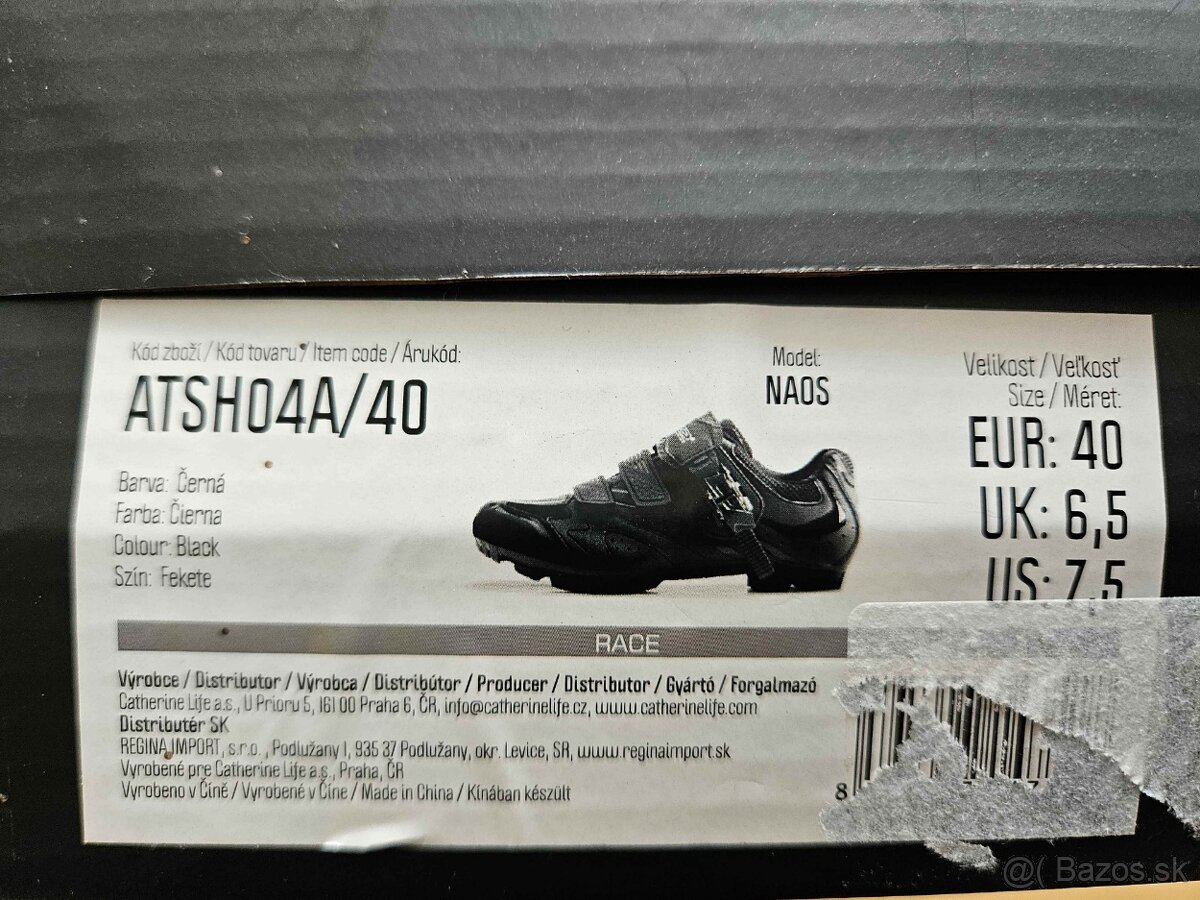 Kód zboží / Kód tovaru / Item code / Árukód:
ATSH04A/40
Model:
NAOS
Velikost / Veľkosť
Size / Méret:
EUR: 40
UK: 6,5
US: 7,5
Barva: Černá
Farba: Čierna
Colour: Black
Szín: Fekete
RACE
Výrobce / Distributor / Výrobca / Distribútor / Producer / Distributor / Gyártó / Forgalmazó
Catherine Life a.s., U Prioru 5, 161 00 Praha 6, ČR, info@catherinelife.cz, www.catherinelife.com
Distributér SK
REGINA IMPORT, s.r.o., Podlužany 1, 935 37 Podlužany, okr. Levice, SR, www.reginaimport.sk
Vyrobené pre Catherine Life a.s., Praha, ČR
Vyrobeno v Číně / Vyrobené v Číne / Made in China / Kínában készült
8
@( Bazos.sk